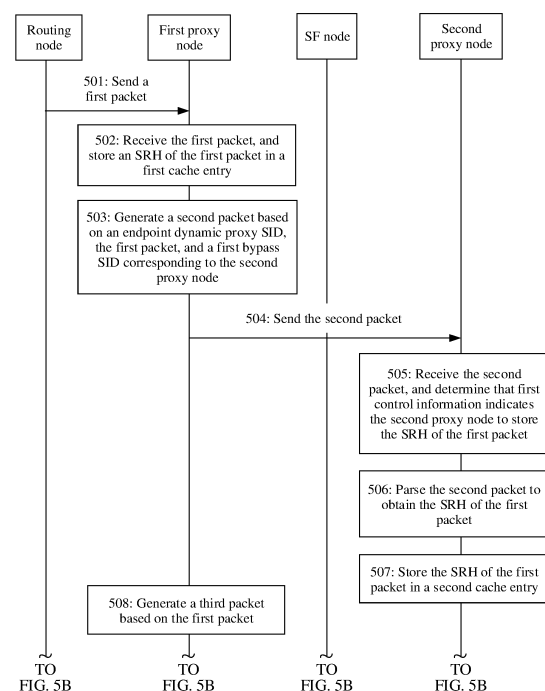 Routing
node
First proxy
node
SF node
Second
proxy node
501: Send a
first packet
502: Receive the first packet, and
store an SRH of the first packet in a
first cache entry
503: Generate a second packet based
on an endpoint dynamic proxy SID,
the first packet, and a first bypass
SID corresponding to the second
proxy node
504: Send the second packet
505: Receive the second
packet, and determine that first
control information indicates
the second proxy node to store
the SRH of the first packet
506: Parse the second packet to
obtain the SRH of the first
packet
507: Store the SRH of the first
packet in a second cache entry
508: Generate a third packet
based on the first packet
TO
FIG. 5B
TO
FIG. 5B
TO
FIG. 5B
TO
FIG. 5B